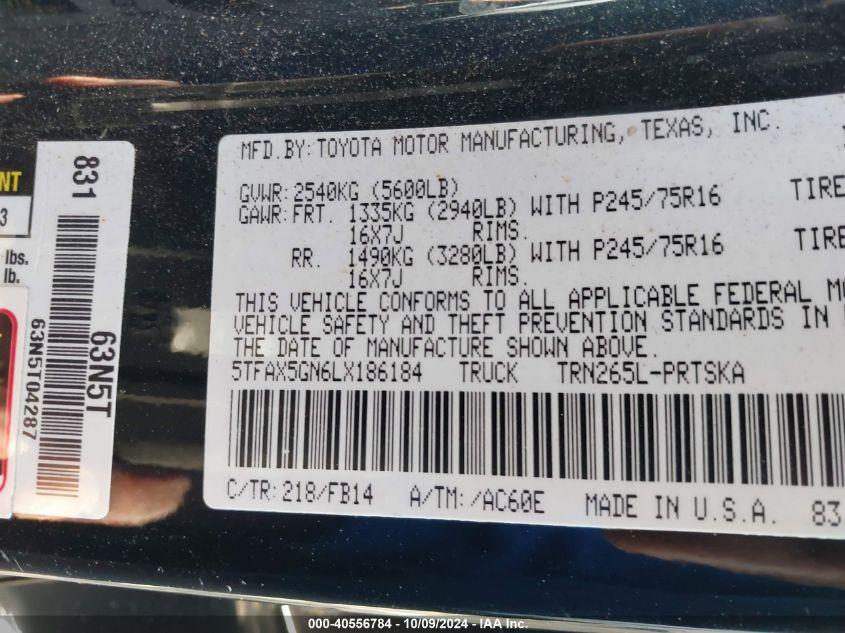 MFD.BY:TOYOTA MOTOR MANUFACTURING, TEXAS, INC.
GVWR:2540KG (5600LB)
GAWR:FRT. 1335KG (2940LB) WITH P245/75R16 TIRE
16X7J RIMS.
RR. 1490KG (3280LB) WITH P245/75R16 TIRE
16X7J RIMS.
THIS VEHICLE CONFORMS TO ALL APPLICABLE FEDERAL MO
VEHICLE SAFETY AND THEFT PREVENTION STANDARDS IN
THE DATE OF MANUFACTURE SHOWN ABOVE.
5TFAX5GN6LX186184 TRUCK TRN265L-PRTSKA
C/TR:218/FB14 A/TM:/AC60E MADE IN U.S.A. 83
831
63N5T
63N5T04287
NT
3
lbs.
lb.
000-40556784 - 10/09/2024 - IAA Inc.